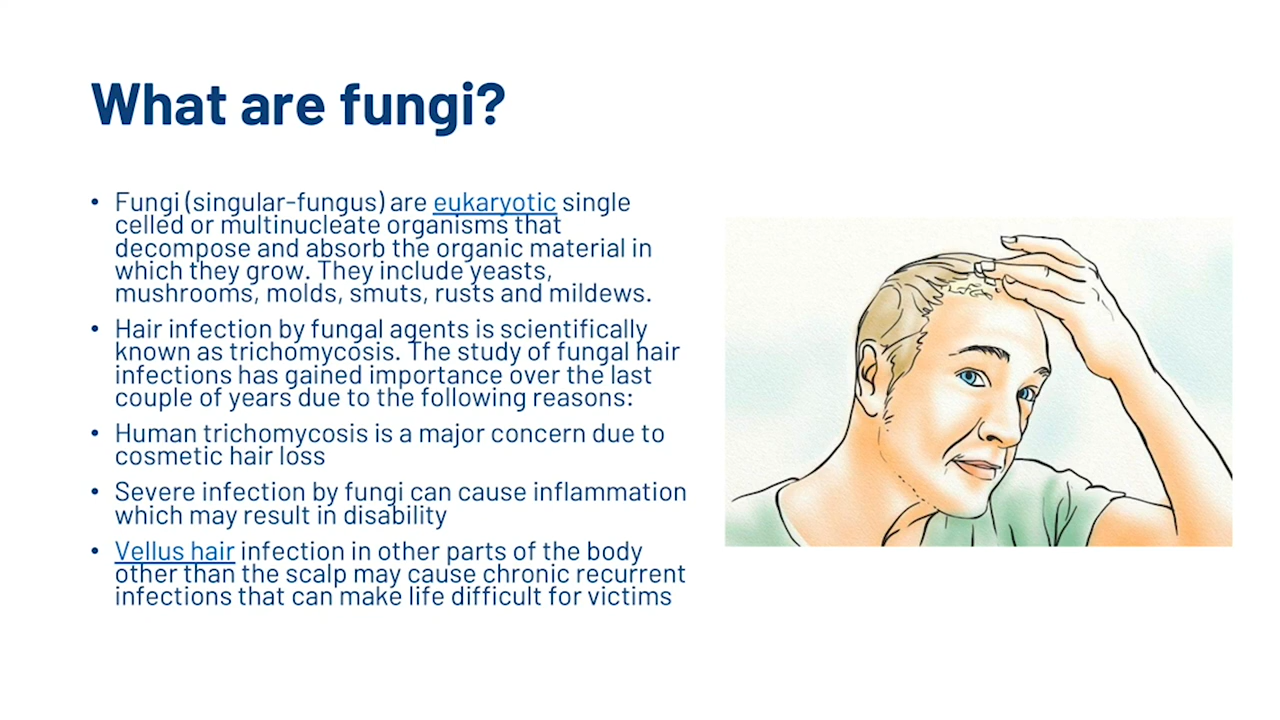 What are fungi?
• Fungi (singular-fungus) are eukaryotic single
celled or multinucleate organisms that
decompose and absorb the organic material in
which they grow. They include yeasts,
mushrooms, molds, smuts, rusts and mildews.
• Hair infection by fungal agents is scientifically
known as trichomycosis. The study of fungal hair
infections has gained importance over the last
couple of years due to the following reasons:
• Human trichomycosis is a major concern due to
cosmetic hair loss
• Severe infection by fungi can cause inflammation
which may result in disability
• Vellus hair infection in other parts of the body
other than the scalp may cause chronic recurrent
infections that can make life difficult for victims